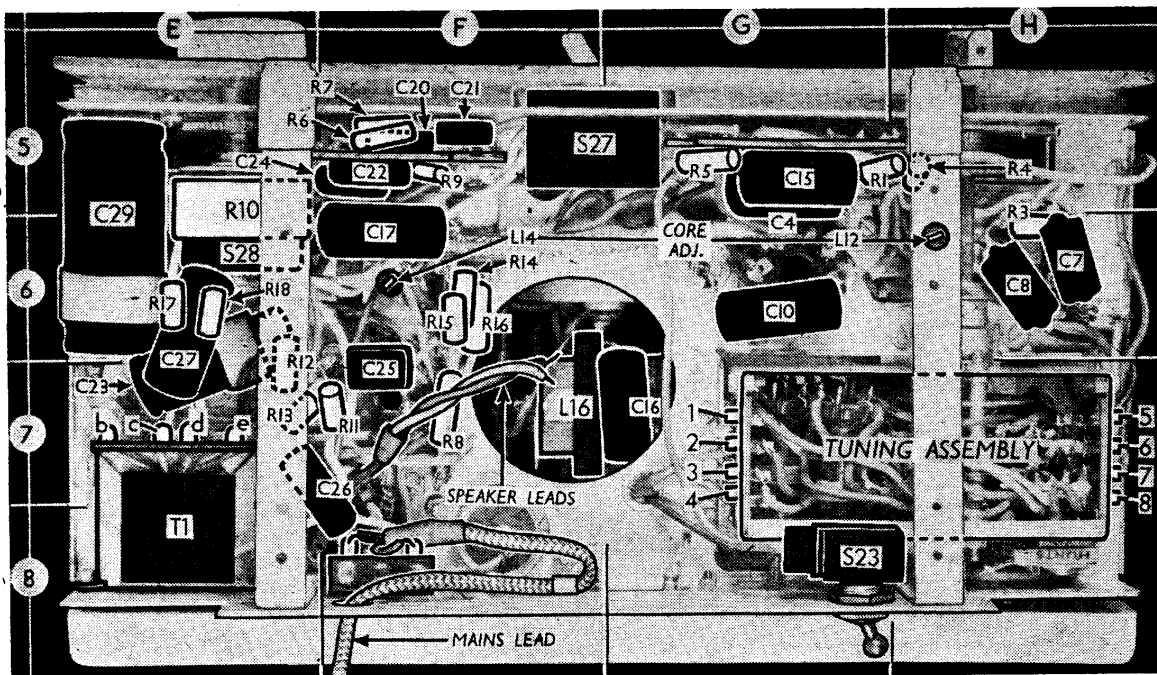 E F G H
R7 C20 C21
R6
5 S27
C24 C22 R9 R5 C15 R1 R4
C29 R10 C17 C4 R3
S28 L14 CORE ADJ. L12 C7
6 R17 R18 R14 C8
R15 R16 C10
C27 R12 C25
C23 L16 C16
7 b c d e R13 R11 R8 1 5
2 TUNING ASSEMBLY 6
3 7
C26 SPEAKER LEADS 4 8
T1
8 S23
MAINS LEAD